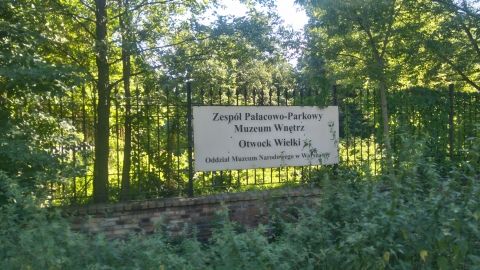 Zespół Pałacowo-Parkowy
Muzeum Wnętrz
Otwock Wielki
Oddział Muzeum Narodowego w Warszawie